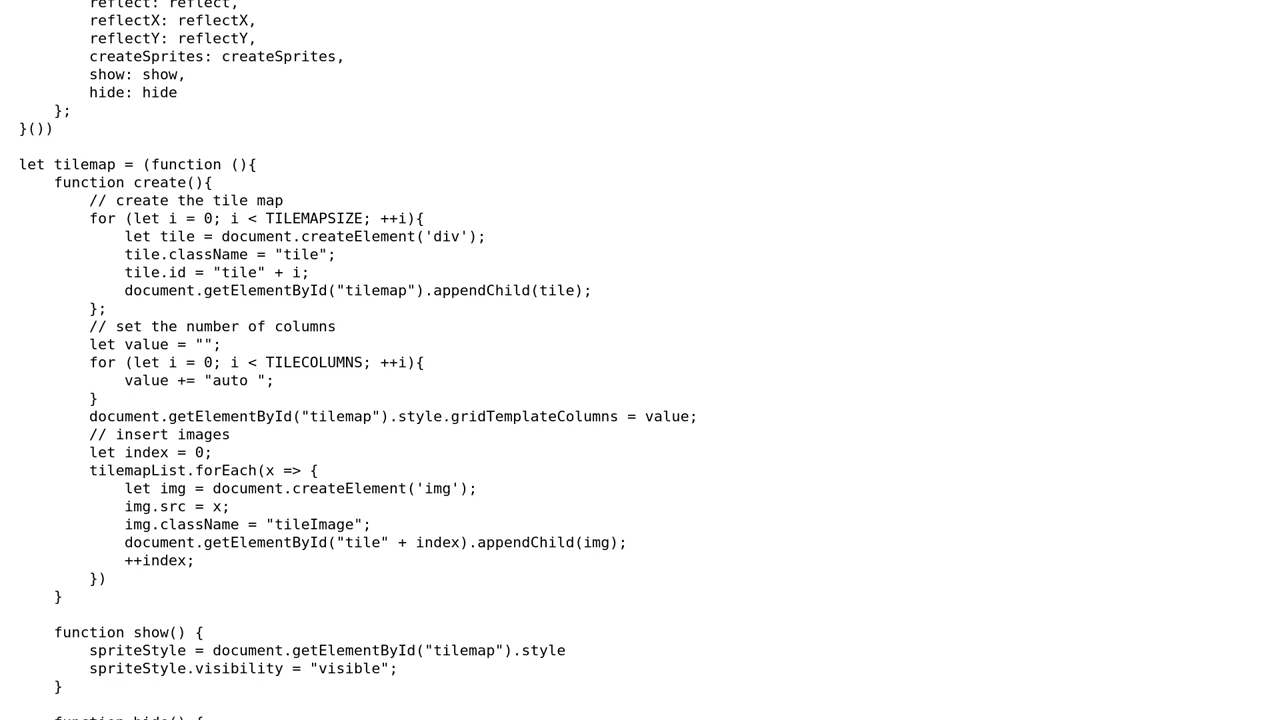 reflect: reflect,
        reflectX: reflectX,
        reflectY: reflectY,
        createSprites: createSprites,
        show: show,
        hide: hide
    };
}())

let tilemap = (function (){
    function create(){
        // create the tile map
        for (let i = 0; i < TILEMAPSIZE; ++i){
            let tile = document.createElement('div');
            tile.className = "tile";
            tile.id = "tile" + i;
            document.getElementById("tilemap").appendChild(tile);
        };
        // set the number of columns
        let value = "";
        for (let i = 0; i < TILECOLUMNS; ++i){
            value += "auto ";
        }
        document.getElementById("tilemap").style.gridTemplateColumns = value;
        // insert images
        let index = 0;
        tilemapList.forEach(x => {
            let img = document.createElement('img');
            img.src = x;
            img.className = "tileImage";
            document.getElementById("tile" + index).appendChild(img);
            ++index;
        })
    }

    function show() {
        spriteStyle = document.getElementById("tilemap").style
        spriteStyle.visibility = "visible";
    }

    function hide() {